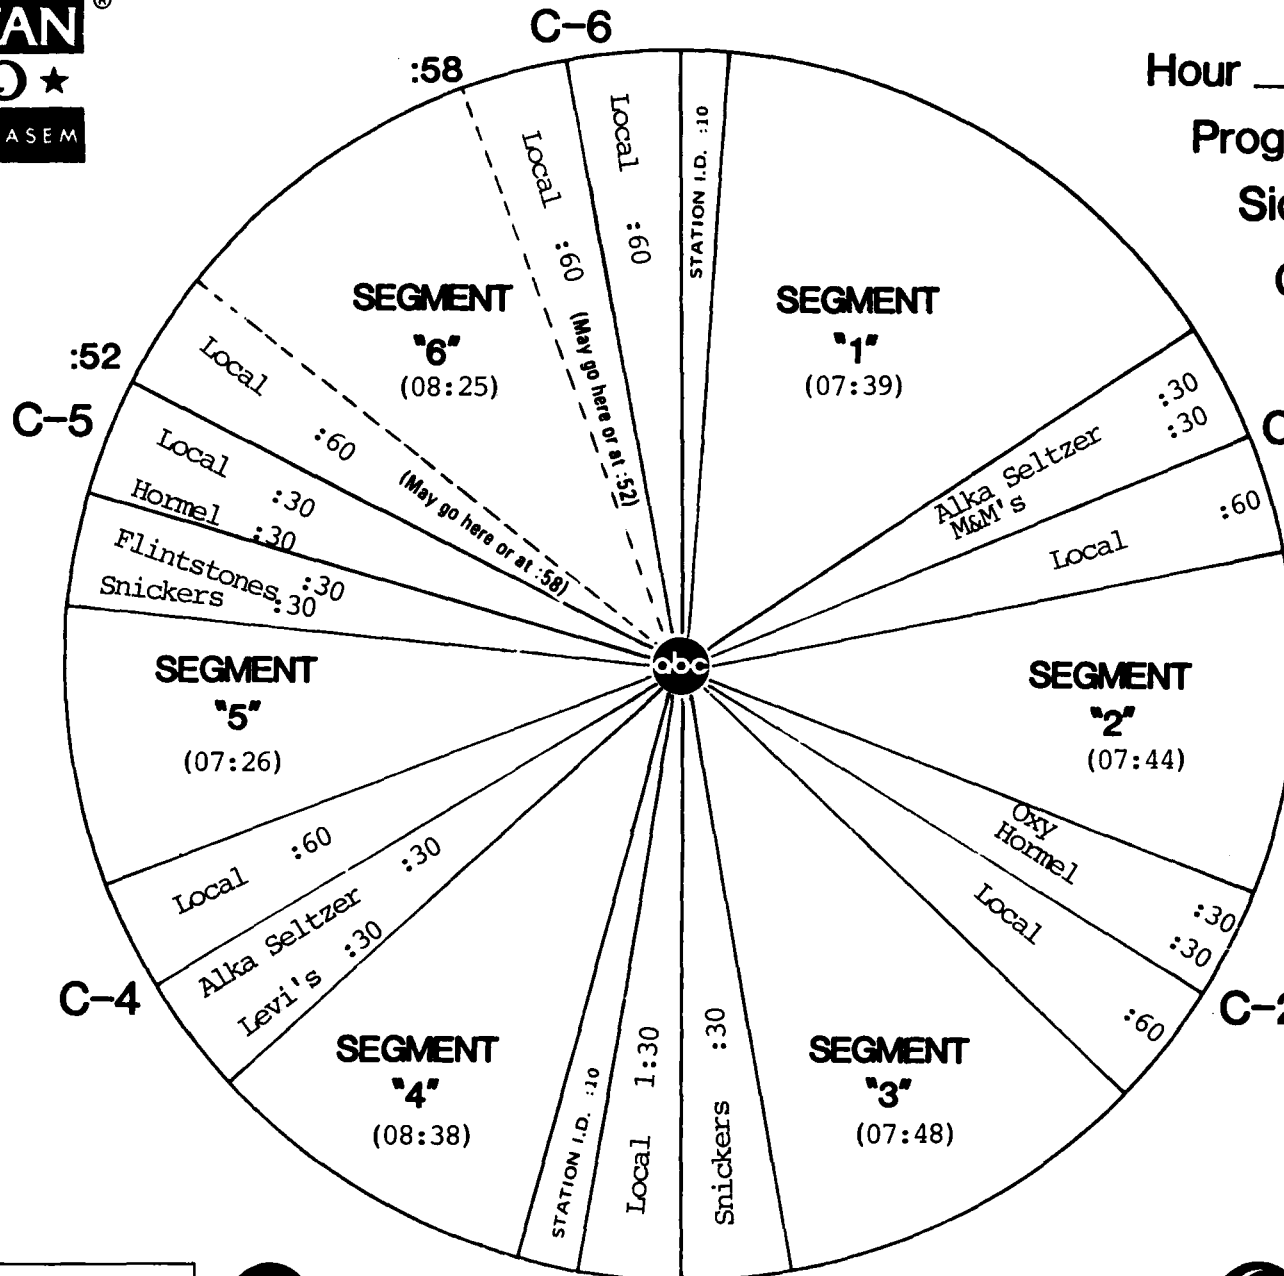 ®
C-6
:58
Hour
Local :60
Local :60
(May go here or at :52)
STATION I.D. :10
SEGMENT
"1"
(07:39)
:30
:30
Alka Seltzer
M&M's
Local :60
SEGMENT
"2"
(07:44)
Oxy :30
Hormel :30
Local :60
SEGMENT
"3"
(07:48)
Snickers :30
Local 1:30
STATION I.D. :10
SEGMENT
"4"
(08:38)
C-4
Levi's :30
Alka Seltzer :30
Local :60
SEGMENT
"5"
(07:26)
Flintstones :30
Snickers :30
C-5
Local :30
Hormel :30
:52
Local :60
(May go here or at :58)
SEGMENT
"6"
(08:25)
abc